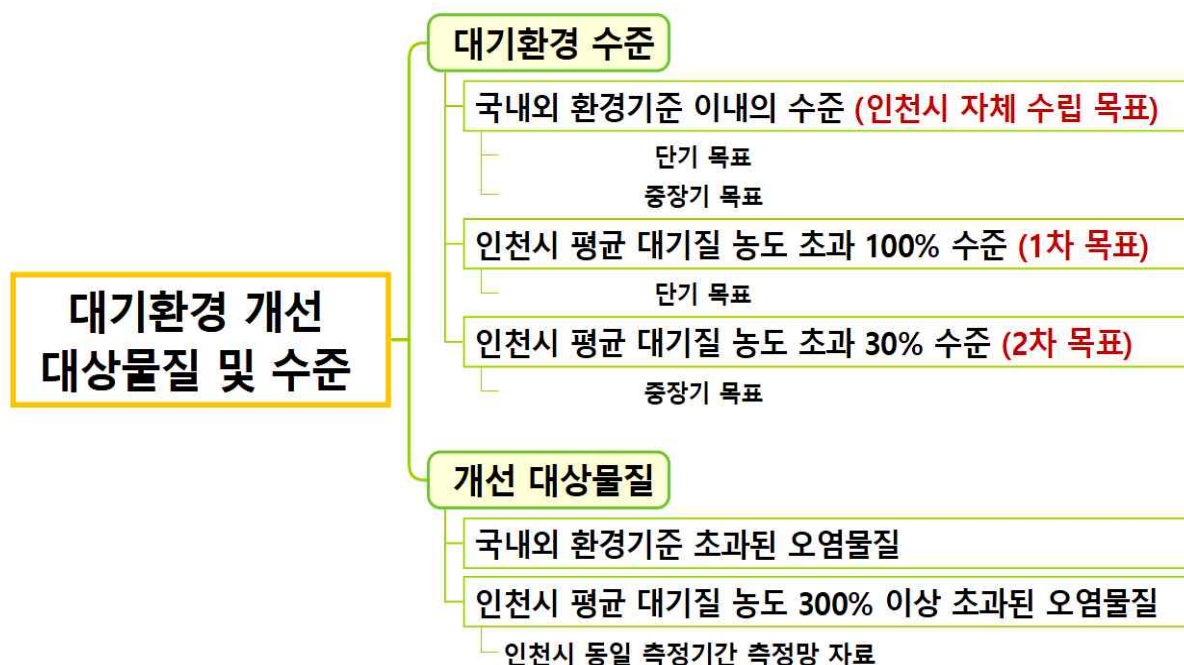 대기환경 수준
국내외 환경기준 이내의 수준 (인천시 자체 수립 목표)
단기 목표
중장기 목표
인천시 평균 대기질 농도 초과 100% 수준 (1차 목표)
단기 목표
인천시 평균 대기질 농도 초과 30% 수준 (2차 목표)
중장기 목표
대기환경 개선
대상물질 및 수준
개선 대상물질
국내외 환경기준 초과된 오염물질
인천시 평균 대기질 농도 300% 이상 초과된 오염물질
인천시 동일 측정기간 측정망 자료